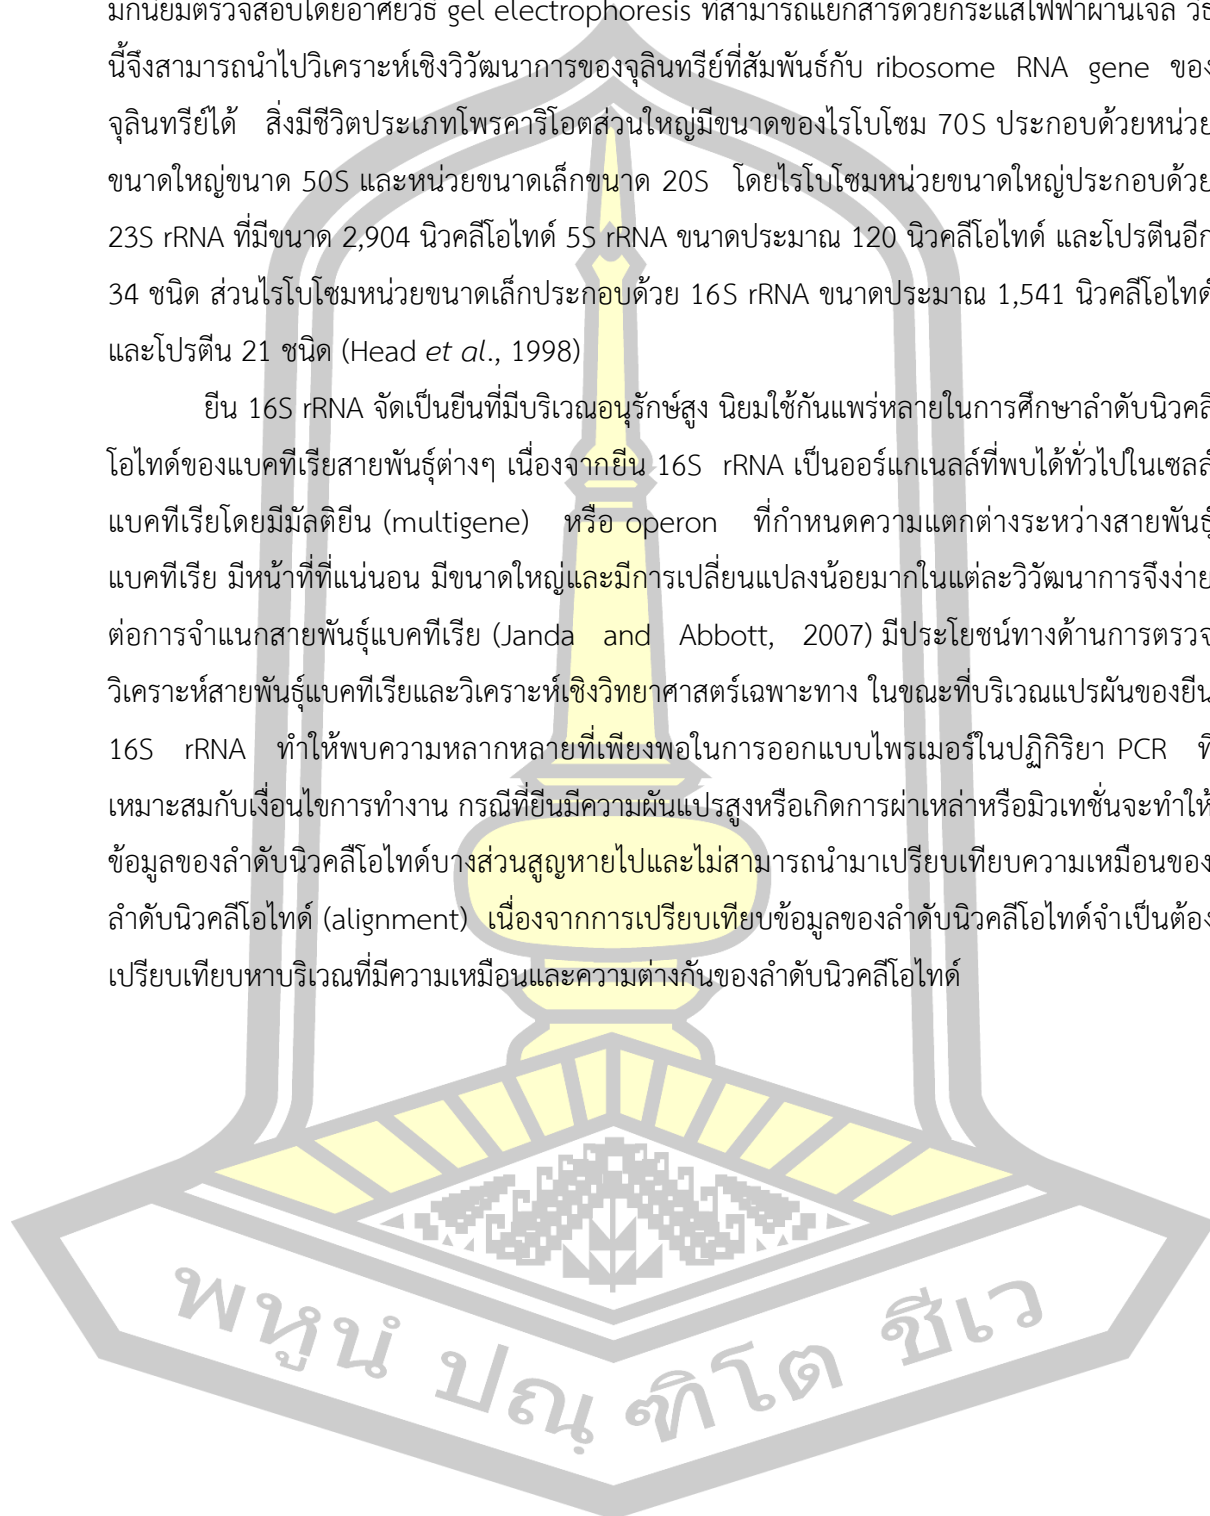 มักนิยมตรวจสอบโดยอาศัยวิธี gel electrophoresis ที่สามารถแยกสารด้วยกระแสไฟฟ้าผ่านเจล วิธี
นี้จึงสามารถนำไปวิเคราะห์เชิงวิวัฒนาการของจุลินทรีย์ที่สัมพันธ์กับ ribosome RNA gene ของ
จุลินทรีย์ได้ สิ่งมีชีวิตประเภทโพรคาริโอตส่วนใหญ่มีขนาดของไรโบโซม 70S ประกอบด้วยหน่วย
ขนาดใหญ่ขนาด 50S และหน่วยขนาดเล็กขนาด 20S โดยไรโบโซมหน่วยขนาดใหญ่ประกอบด้วย
23S rRNA ที่มีขนาด 2,904 นิวคลีโอไทด์ 5S rRNA ขนาดประมาณ 120 นิวคลีโอไทด์ และโปรตีนอีก
34 ชนิด ส่วนไรโบโซมหน่วยขนาดเล็กประกอบด้วย 16S rRNA ขนาดประมาณ 1,541 นิวคลีโอไทด์
และโปรตีน 21 ชนิด (Head et al., 1998)
ยีน 16S rRNA จัดเป็นยีนที่มีบริเวณอนุรักษ์สูง นิยมใช้กันแพร่หลายในการศึกษาลำดับนิวคลี
โอไทด์ของแบคทีเรียสายพันธุ์ต่างๆ เนื่องจากยีน 16S rRNA เป็นออร์แกเนลล์ที่พบได้ทั่วไปในเซลล์
แบคทีเรียโดยมีมัลติยีน (multigene) หรือ operon ที่กำหนดความแตกต่างระหว่างสายพันธุ์
แบคทีเรีย มีหน้าที่ที่แน่นอน มีขนาดใหญ่และมีการเปลี่ยนแปลงน้อยมากในแต่ละวิวัฒนาการจึงง่าย
ต่อการจำแนกสายพันธุ์แบคทีเรีย (Janda and Abbott, 2007) มีประโยชน์ทางด้านการตรวจ
วิเคราะห์สายพันธุ์แบคทีเรียและวิเคราะห์เชิงวิทยาศาสตร์เฉพาะทาง ในขณะที่บริเวณแปรผันของยีน
16S rRNA ทำให้พบความหลากหลายที่เพียงพอในการออกแบบไพรเมอร์ในปฏิกิริยา PCR ที่
เหมาะสมกับเงื่อนไขการทำงาน กรณีที่ยีนมีความผันแปรสูงหรือเกิดการผ่าเหล่าหรือมิวเทชั่นจะทำให้
ข้อมูลของลำดับนิวคลีโอไทด์บางส่วนสูญหายไปและไม่สามารถนำมาเปรียบเทียบความเหมือนของ
ลำดับนิวคลีโอไทด์ (alignment) เนื่องจากการเปรียบเทียบข้อมูลของลำดับนิวคลีโอไทด์จำเป็นต้อง
เปรียบเทียบหาบริเวณที่มีความเหมือนและความต่างกันของลำดับนิวคลีโอไทด์
พหูนํ ปณฺฑิโต ชีเว